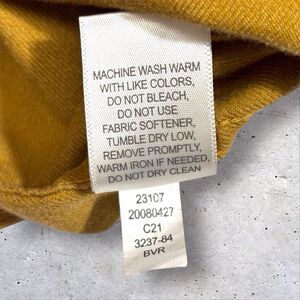 MACHINE WASH WARM
WITH LIKE COLORS,
DO NOT BLEACH,
DO NOT USE
FABRIC SOFTENER,
TUMBLE DRY LOW,
REMOVE PROMPTLY,
WARM IRON IF NEEDED,
DO NOT DRY CLEAN
23107
20080427
C21
3237-84
BVR